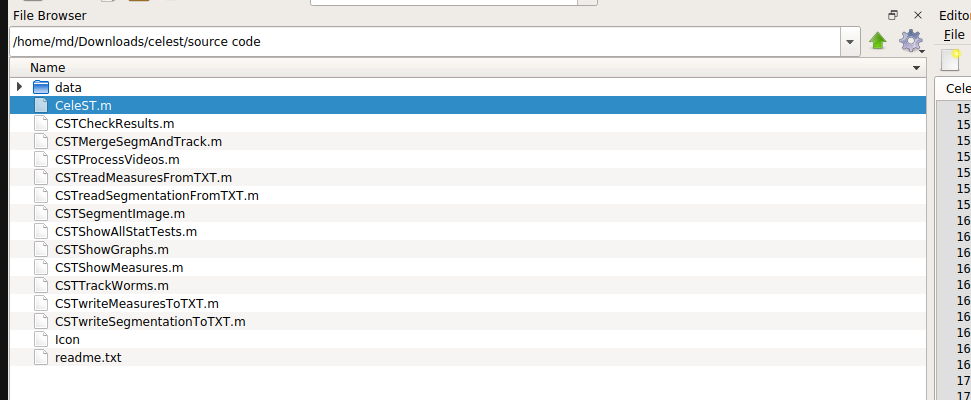 File Browser
Editor
/home/md/Downloads/celest/source code
File
Name
data
Cele
CeleST.m
CSTCheckResults.m
CSTMergeSegmAndTrack.m
CSTProcessVideos.m
CSTreadMeasuresFromTXT.m
CSTreadSegmentationFromTXT.m
CSTSegmentImage.m
CSTShowAllStatTests.m
CSTShowGraphs.m
CSTShowMeasures.m
CSTTrackWorms.m
CSTwriteMeasuresToTXT.m
CSTwriteSegmentationToTXT.m
Icon
readme.txt
15
15
15
15
15
15
15
16
16
16
16
16
16
16
16
16
16
17
17